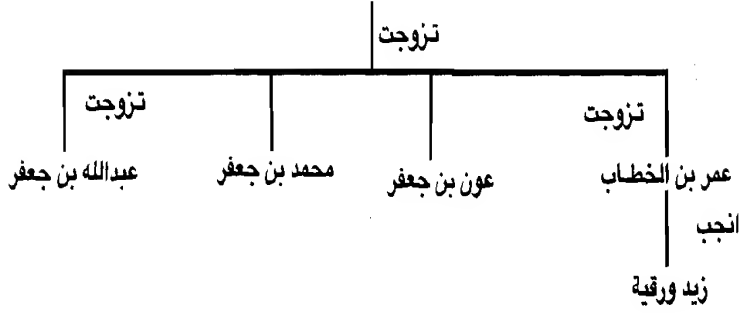 تزوجت
تزوجت
تزوجت
عمر بن الخطاب
عون بن جعفر
محمد بن جعفر
عبدالله بن جعفر
انجب
زيد ورقية